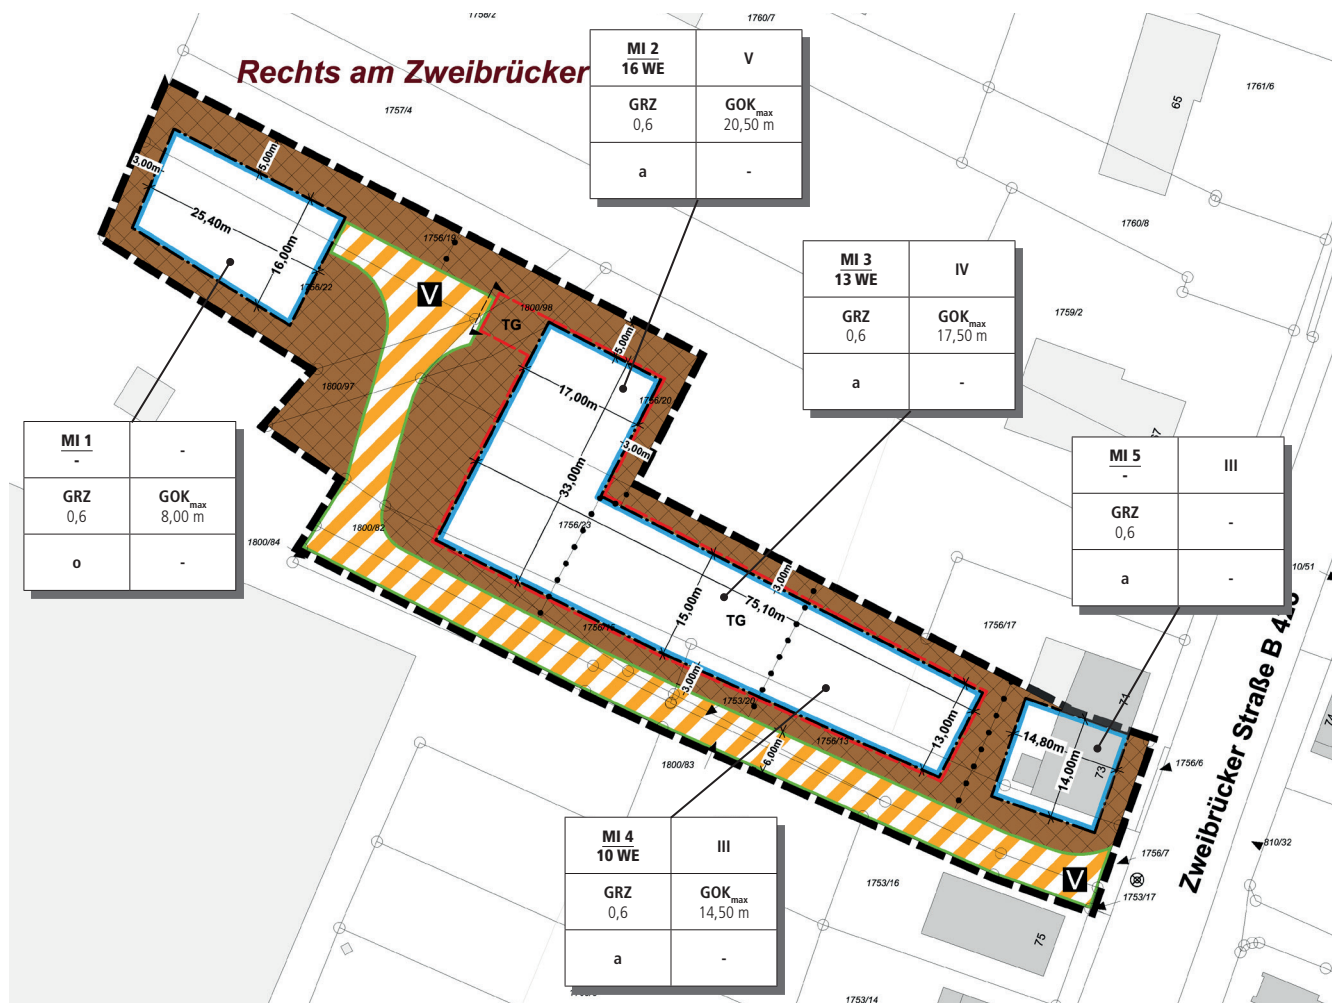 1758/2
1760/7
Rechts am Zweibrücker
1757/4
MI 2
16 WE
V
GRZ
0,6
GOKmax
20,50 m
a
-
65
1761/6
1760/8
3,00m
5,00m
25,40m
16,00m
1756/22
1756/19
V
1800/98
TG
5,00m
17,00m
1756/20
3,00m
33,00m
1800/97
MI 3
13 WE
IV
GRZ
0,6
GOKmax
17,50 m
a
-
1759/2
67
MI 1
-
-
GRZ
0,6
GOKmax
8,00 m
o
-
1800/84
1800/82
1756/23
MI 5
-
III
GRZ
0,6
-
a
-
3,00m
75,10m
15,00m
TG
1756/15
1756/17
3,00m
1753/20
1756/13
6,00m
13,00m
1800/83
14,80m
14,00m
71
73
Zweibrücker Straße B 423
1756/6
1756/7
1753/17
810/32
V
MI 4
10 WE
III
GRZ
0,6
GOKmax
14,50 m
a
-
1753/16
75
1753/14